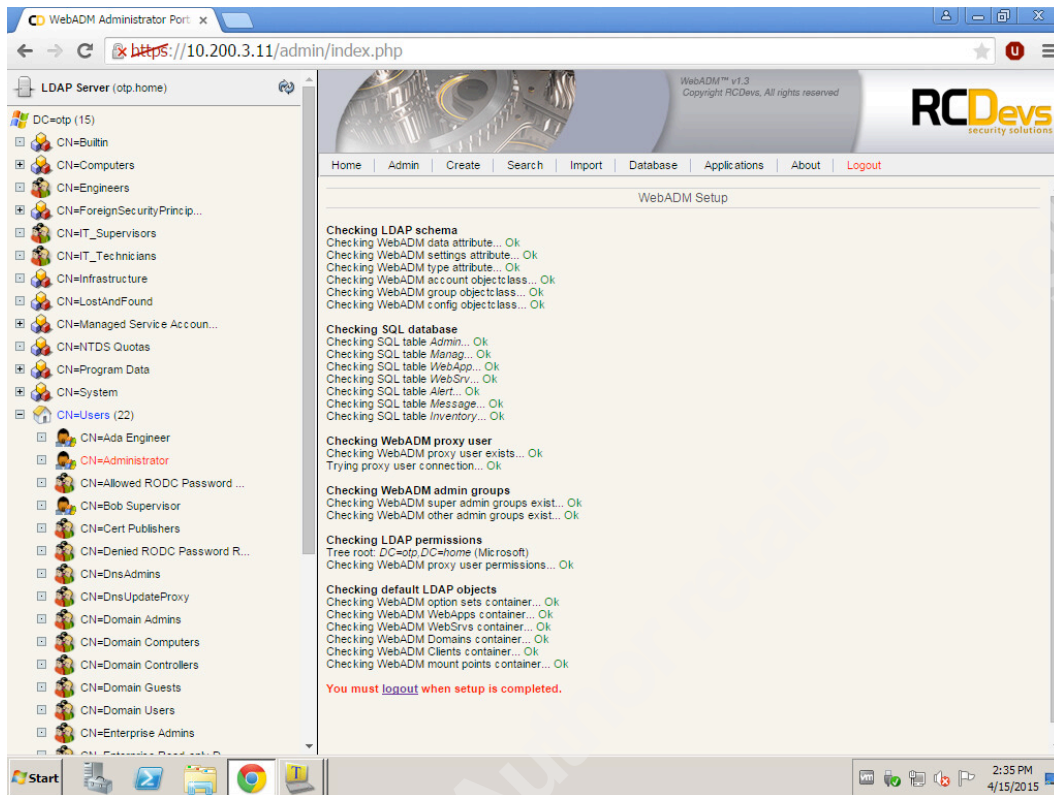 CD WebADM Administrator Port
https://10.200.3.11/admin/index.php
LDAP Server (otp.home)
DC=otp (15)
CN=Builtin
CN=Computers
CN=Engineers
CN=ForeignSecurityPrincip...
CN=IT_Supervisors
CN=IT_Technicians
CN=Infrastructure
CN=LostAndFound
CN=Managed Service Accoun...
CN=NTDS Quotas
CN=Program Data
CN=System
CN=Users (22)
CN=Ada Engineer
CN=Administrator
CN=Allowed RODC Password ...
CN=Bob Supervisor
CN=Cert Publishers
CN=Denied RODC Password R...
CN=DnsAdmins
CN=DnsUpdateProxy
CN=Domain Admins
CN=Domain Computers
CN=Domain Controllers
CN=Domain Guests
CN=Domain Users
CN=Enterprise Admins
WebADM™ v1.3
Copyright RCDevs, All rights reserved
RCDevs
security solutions
Home | Admin | Create | Search | Import | Database | Applications | About | Logout
WebADM Setup
Checking LDAP schema
Checking WebADM data attribute... Ok
Checking WebADM settings attribute... Ok
Checking WebADM type attribute... Ok
Checking WebADM account objectclass... Ok
Checking WebADM group objectclass... Ok
Checking WebADM config objectclass... Ok
Checking SQL database
Checking SQL table Admin... Ok
Checking SQL table Manag... Ok
Checking SQL table WebApp... Ok
Checking SQL table WebSrv... Ok
Checking SQL table Alert... Ok
Checking SQL table Message... Ok
Checking SQL table Inventory... Ok
Checking WebADM proxy user
Checking WebADM proxy user exists... Ok
Trying proxy user connection... Ok
Checking WebADM admin groups
Checking WebADM super admin groups exist... Ok
Checking WebADM other admin groups exist... Ok
Checking LDAP permissions
Tree root: DC=otp,DC=home (Microsoft)
Checking WebADM proxy user permissions... Ok
Checking default LDAP objects
Checking WebADM option sets container... Ok
Checking WebADM WebApps container... Ok
Checking WebADM WebSrvs container... Ok
Checking WebADM Domains container... Ok
Checking WebADM Clients container... Ok
Checking WebADM mount points container... Ok
You must logout when setup is completed.
Start
2:35 PM
4/15/2015